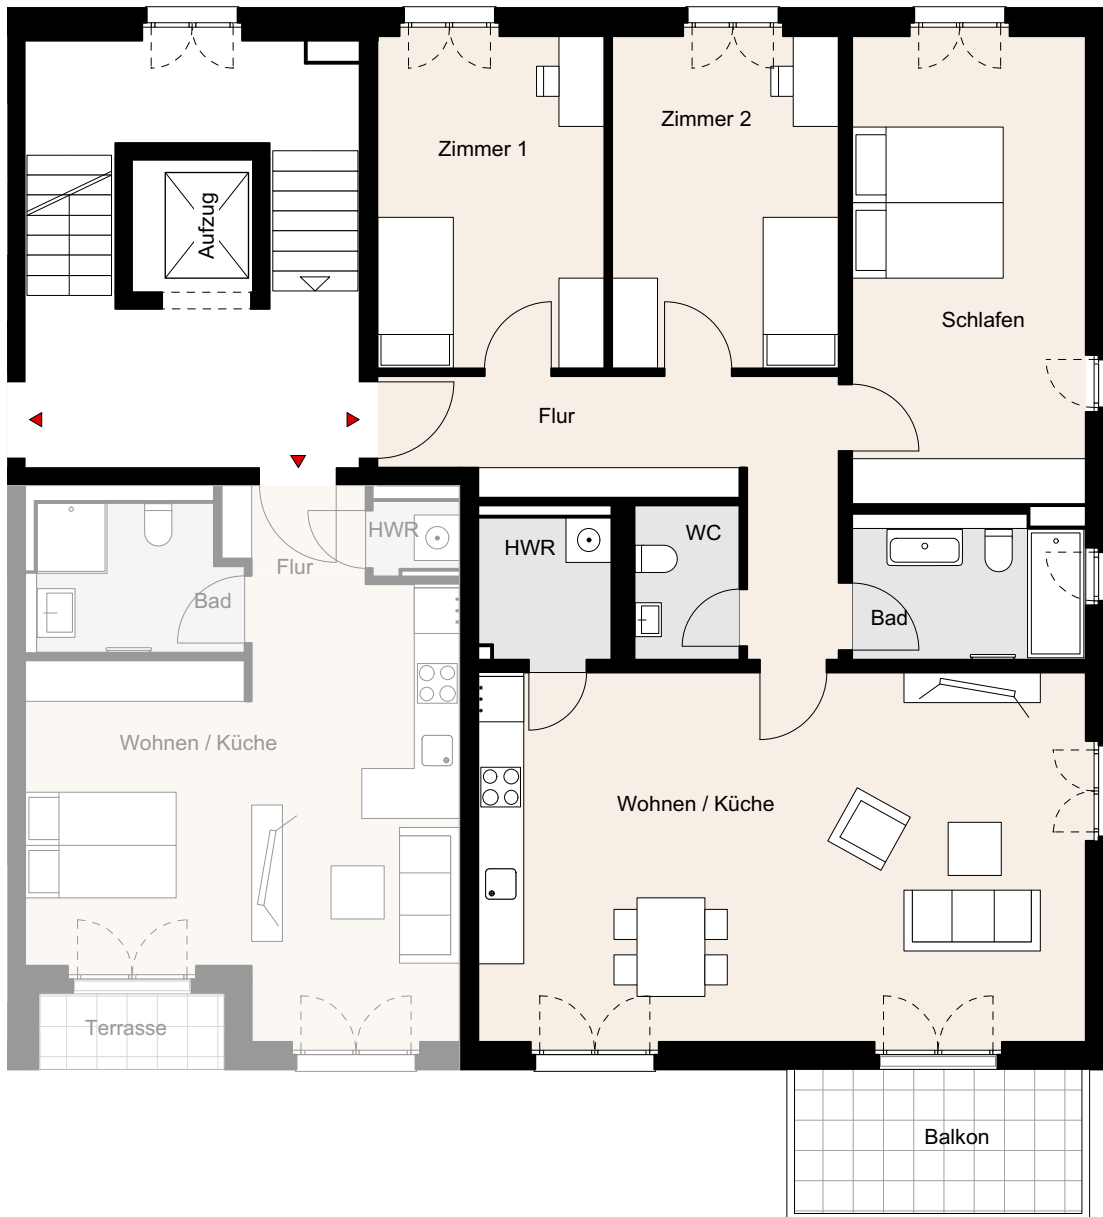 Zimmer 1
Zimmer 2
Aufzug
Schlafen
Flur
HWR
Flur
Bad
HWR
WC
Bad
Wohnen / Küche
Wohnen / Küche
Terrasse
Balkon